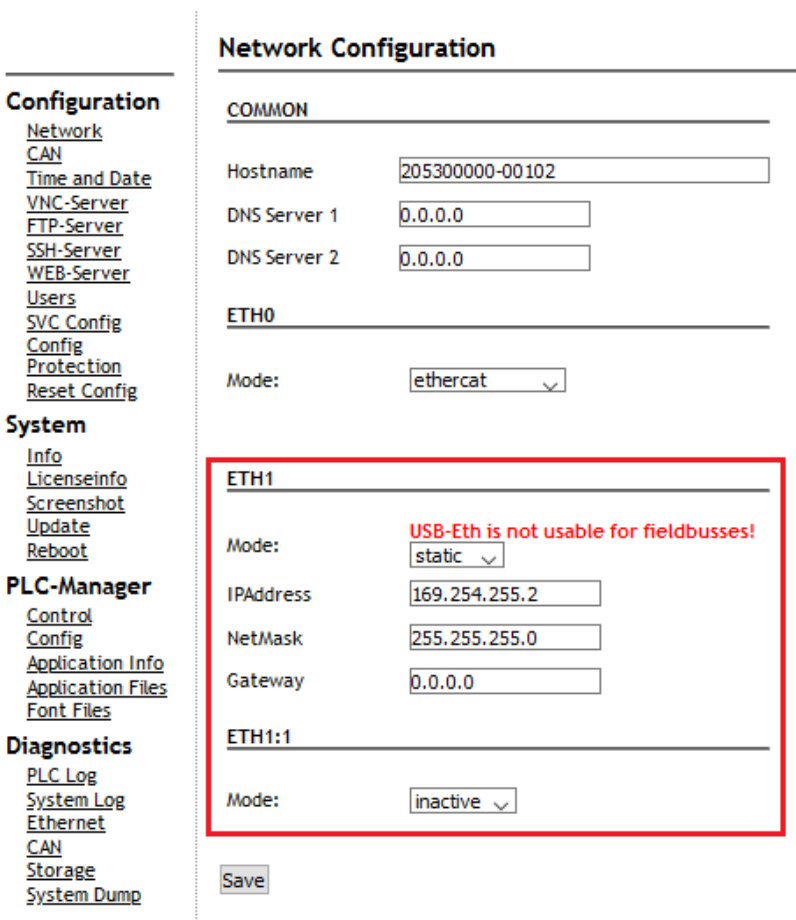 Configuration
Network
CAN
Time and Date
VNC-Server
FTP-Server
SSH-Server
WEB-Server
Users
SVC Config
Config
Protection
Reset Config
System
Info
Licenseinfo
Screenshot
Update
Reboot
PLC-Manager
Control
Config
Application Info
Application Files
Font Files
Diagnostics
PLC Log
System Log
Ethernet
CAN
Storage
System Dump
Network Configuration
COMMON
Hostname 205300000-00102
DNS Server 1 0.0.0.0
DNS Server 2 0.0.0.0
ETH0
Mode: ethercat
ETH1
USB-Eth is not usable for fieldbusses!
Mode: static
IPAddress 169.254.255.2
NetMask 255.255.255.0
Gateway 0.0.0.0
ETH1:1
Mode: inactive
Save